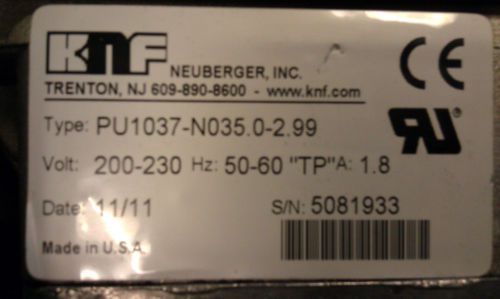 KNF NEUBERGER, INC.
TRENTON, NJ 609-890-8600 - www.knf.com
CE
Type: PU1037-N035.0-2.99
RU
Volt: 200-230 Hz: 50-60 "TP" A: 1.8
Date: 11/11 S/N: 5081933
Made in U.S.A